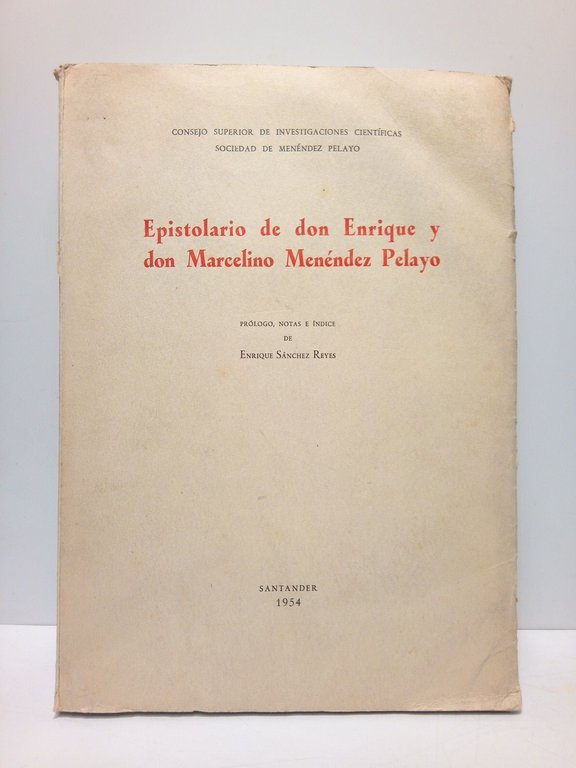 CONSEJO SUPERIOR DE INVESTIGACIONES CIENTÍFICAS
SOCIEDAD DE MENÉNDEZ PELAYO
Epistolario de don Enrique y
don Marcelino Menéndez Pelayo
PRÓLOGO, NOTAS E ÍNDICE
DE
ENRIQUE SÁNCHEZ REYES
SANTANDER
1954